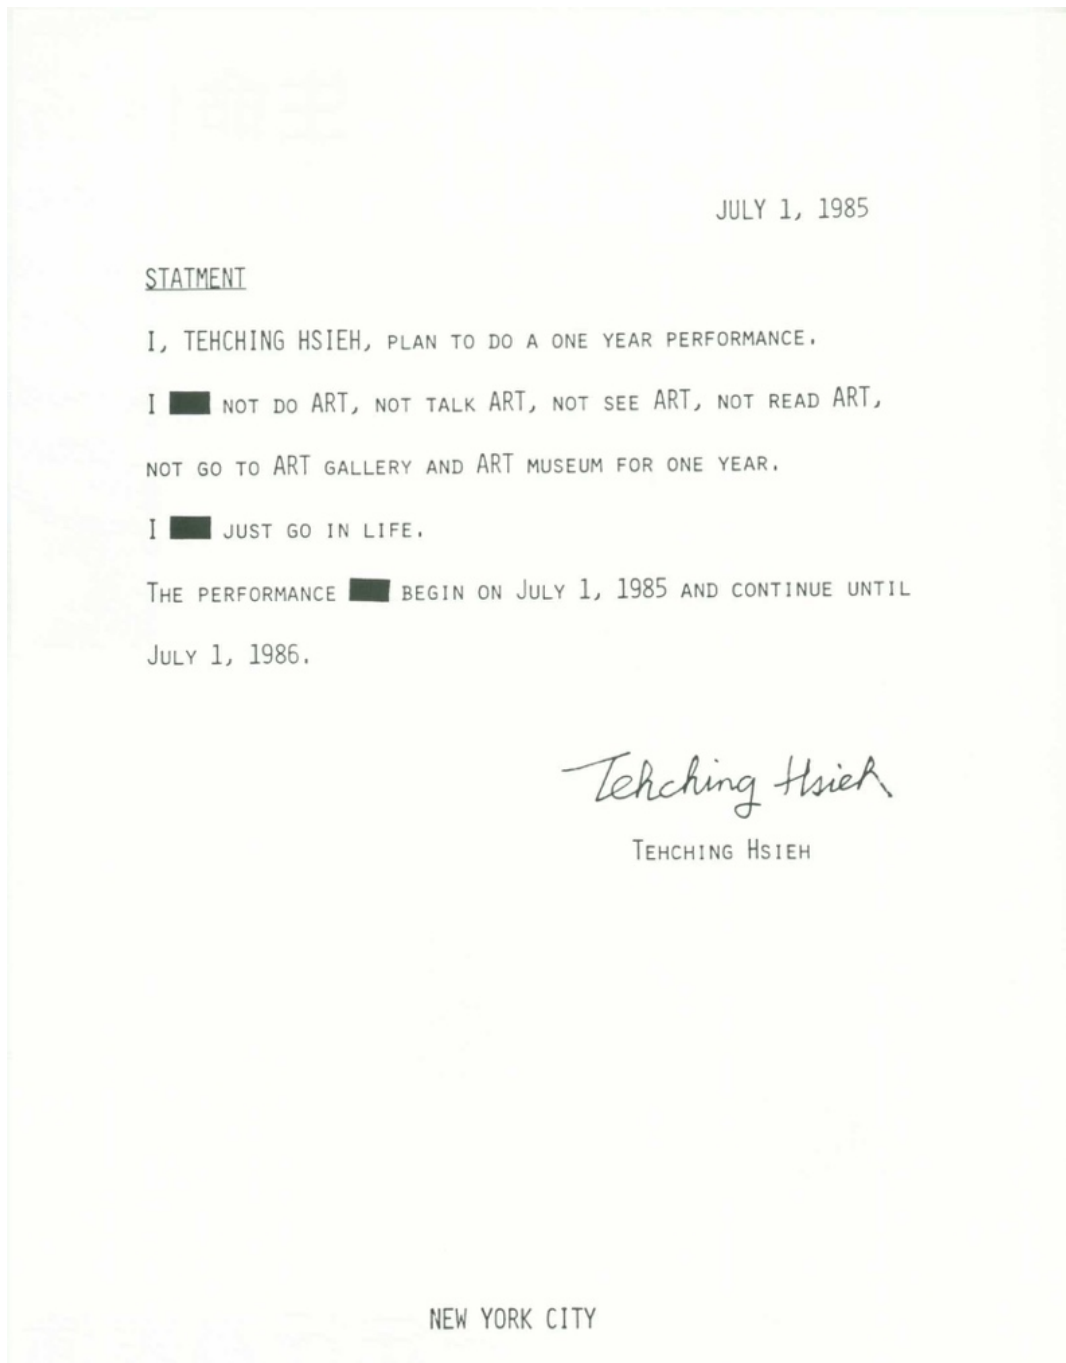 JULY 1, 1985
STATMENT
I, TEHCHING HSIEH, PLAN TO DO A ONE YEAR PERFORMANCE.
I NOT DO ART, NOT TALK ART, NOT SEE ART, NOT READ ART,
NOT GO TO ART GALLERY AND ART MUSEUM FOR ONE YEAR.
I JUST GO IN LIFE.
THE PERFORMANCE BEGIN ON JULY 1, 1985 AND CONTINUE UNTIL
JULY 1, 1986.
Tehching Hsieh
TEHCHING HSIEH
NEW YORK CITY